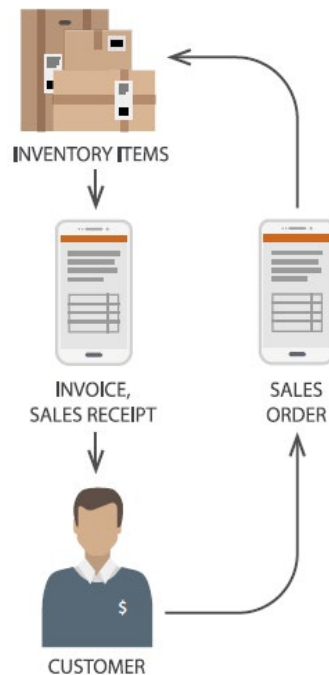 INVENTORY ITEMS
INVOICE,
SALES RECEIPT
SALES
ORDER
$
CUSTOMER